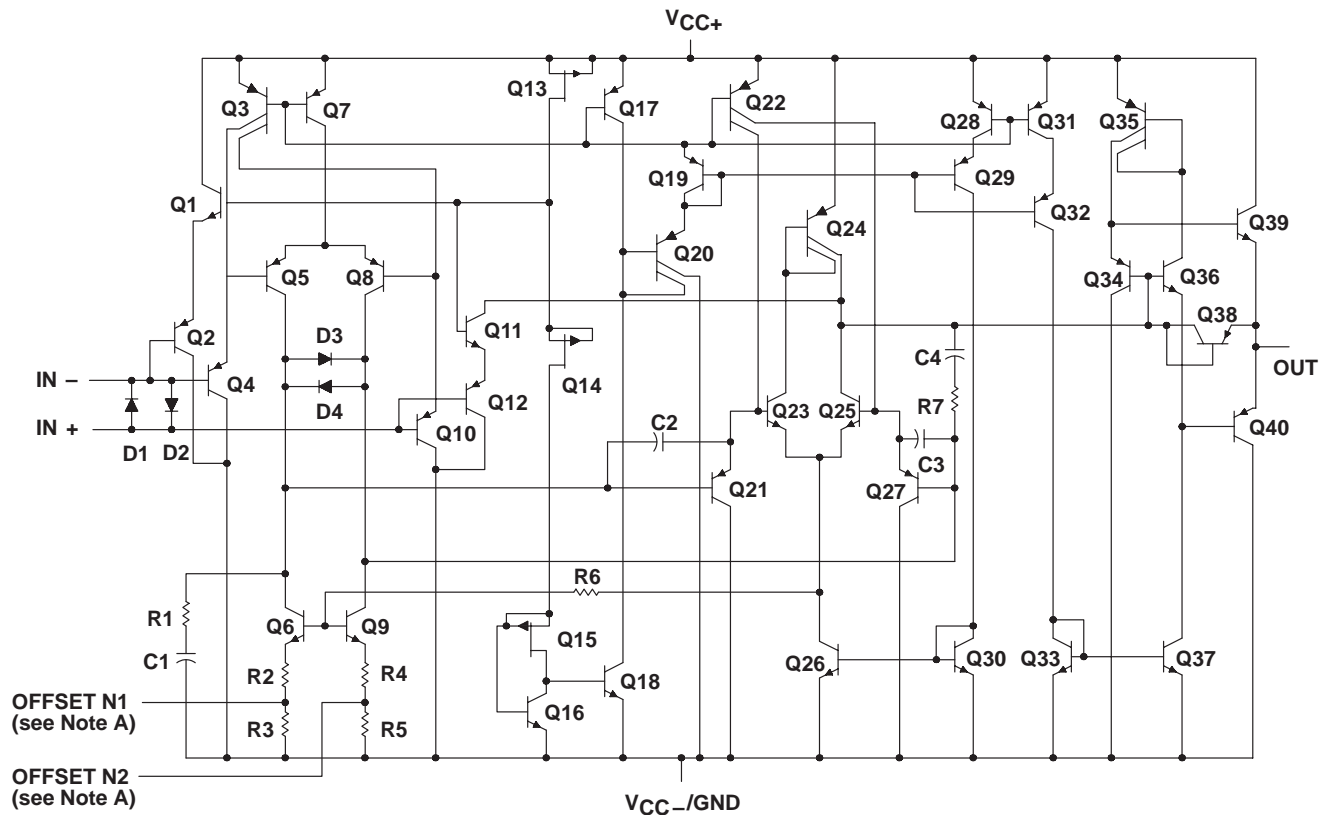 VCC+
Q3
Q7
Q13
Q17
Q22
Q28
Q31
Q35
Q1
Q19
Q29
Q32
Q39
Q5
Q8
Q20
Q24
Q34
Q36
Q2
D3
Q11
Q38
C4
OUT
IN −
Q4
D4
Q14
IN +
Q12
Q10
R7
D1
D2
C2
Q23
Q25
C3
Q40
Q21
Q27
R6
R1
Q6
Q9
Q15
C1
R2
R4
Q26
Q30
Q33
Q37
Q18
OFFSET N1
(see Note A)
R3
R5
Q16
OFFSET N2
(see Note A)
VCC−/GND